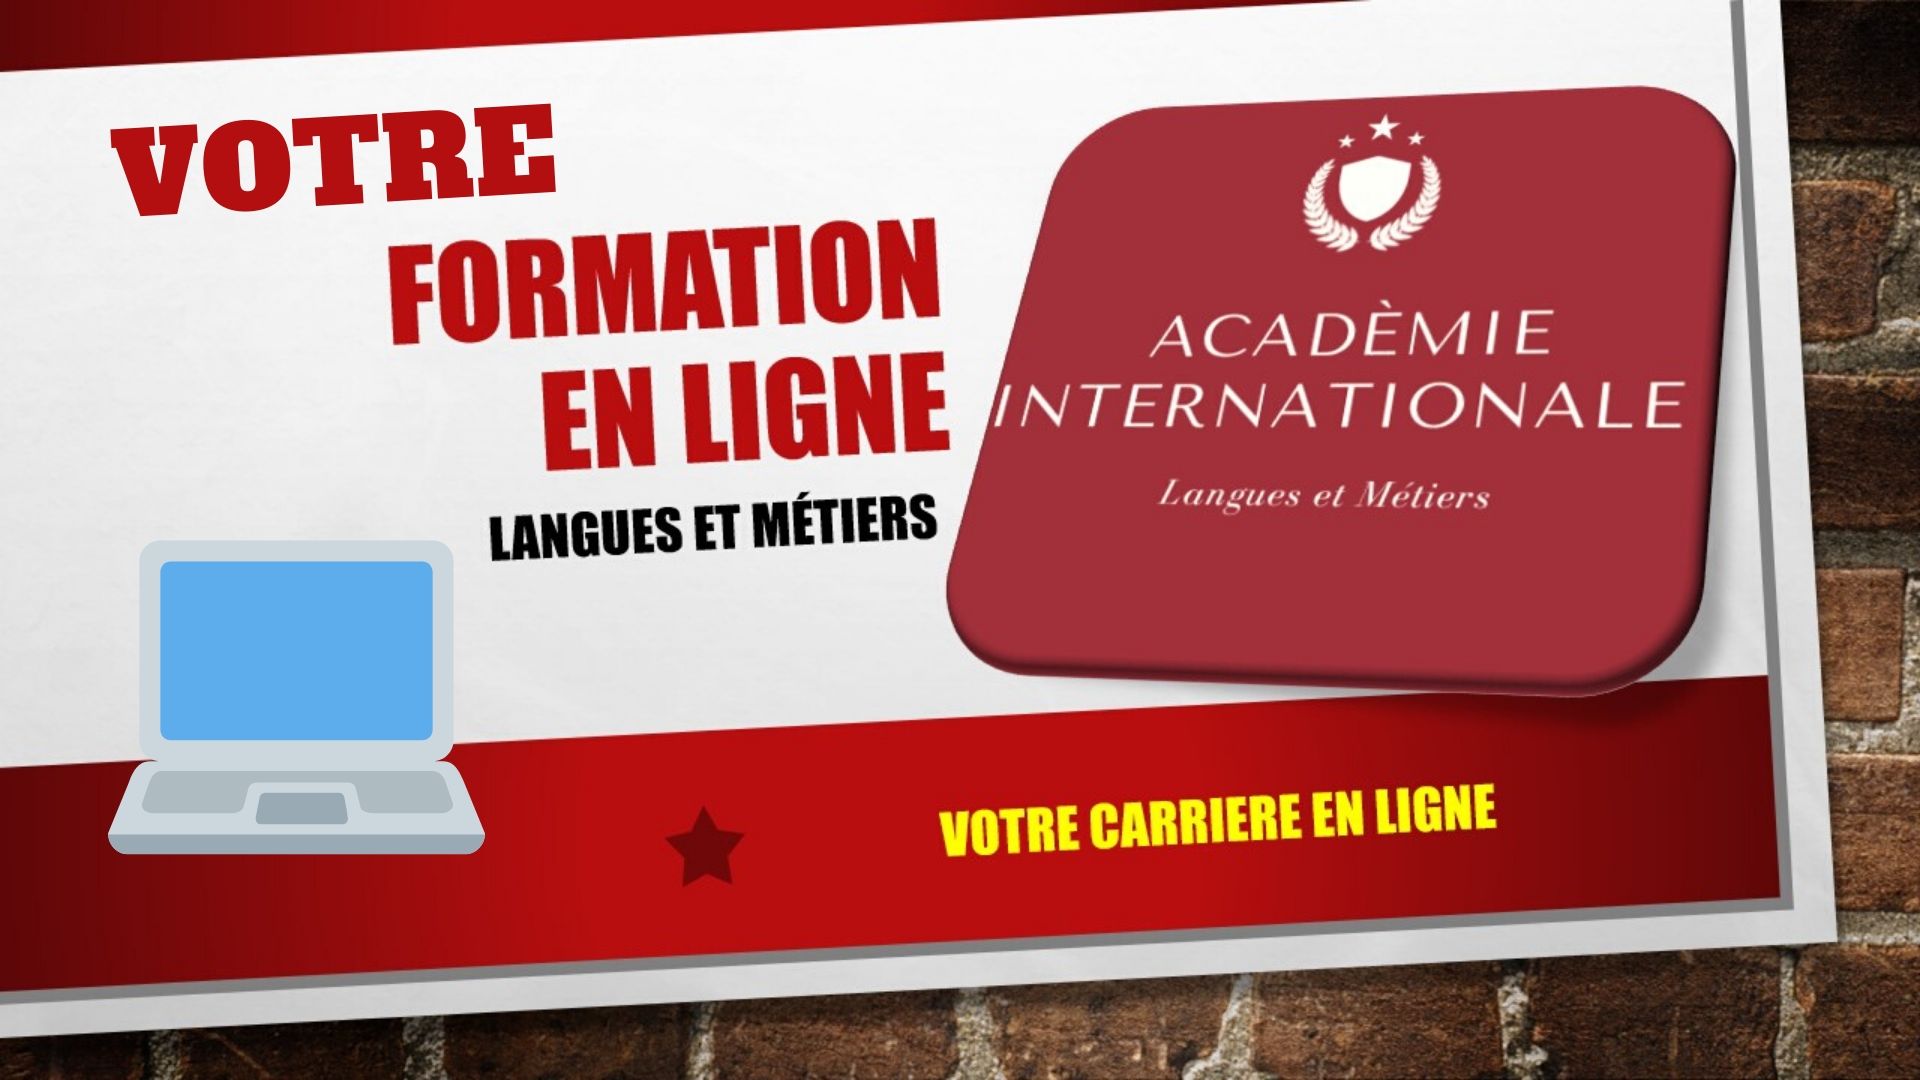 VOTRE
FORMATION
EN LIGNE
LANGUES ET MÉTIERS
ACADÈMIE
INTERNATIONALE
Langues et Métiers
VOTRE CARRIERE EN LIGNE